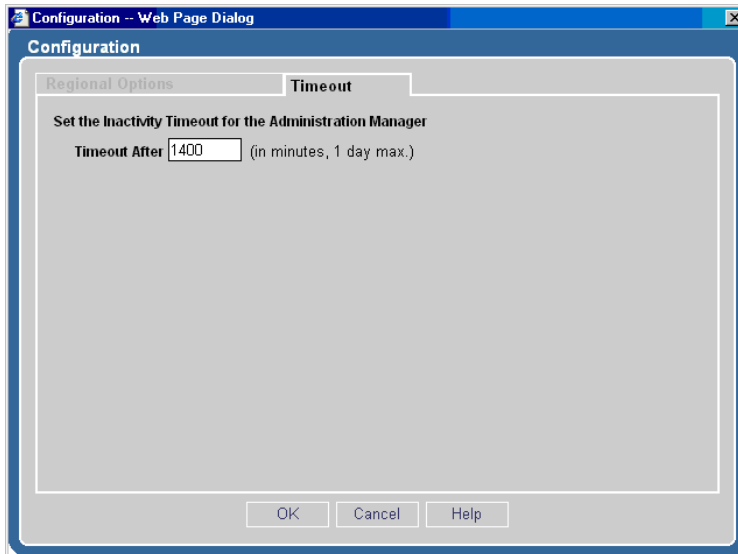 Configuration -- Web Page Dialog
Configuration
Regional Options Timeout
Set the Inactivity Timeout for the Administration Manager
Timeout After 1400 (in minutes, 1 day max.)
OK Cancel Help